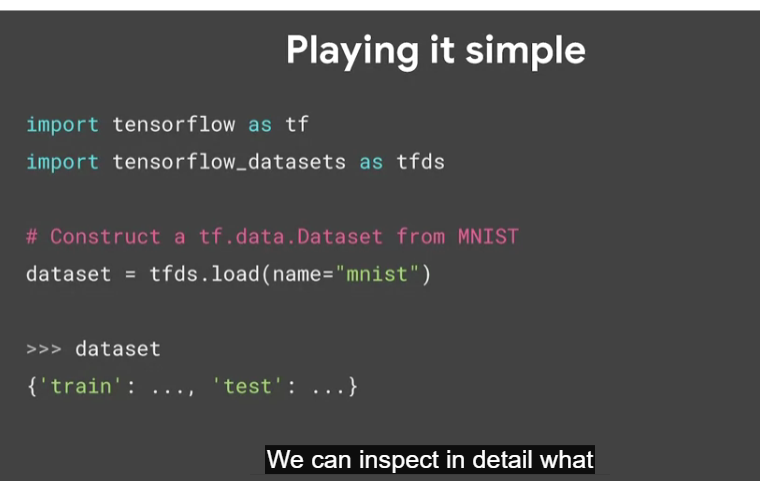 Playing it simple
import tensorflow as tf
import tensorflow_datasets as tfds
# Construct a tf.data.Dataset from MNIST
dataset = tfds.load(name="mnist")
>>> dataset
{'train': ..., 'test': ...}
We can inspect in detail what